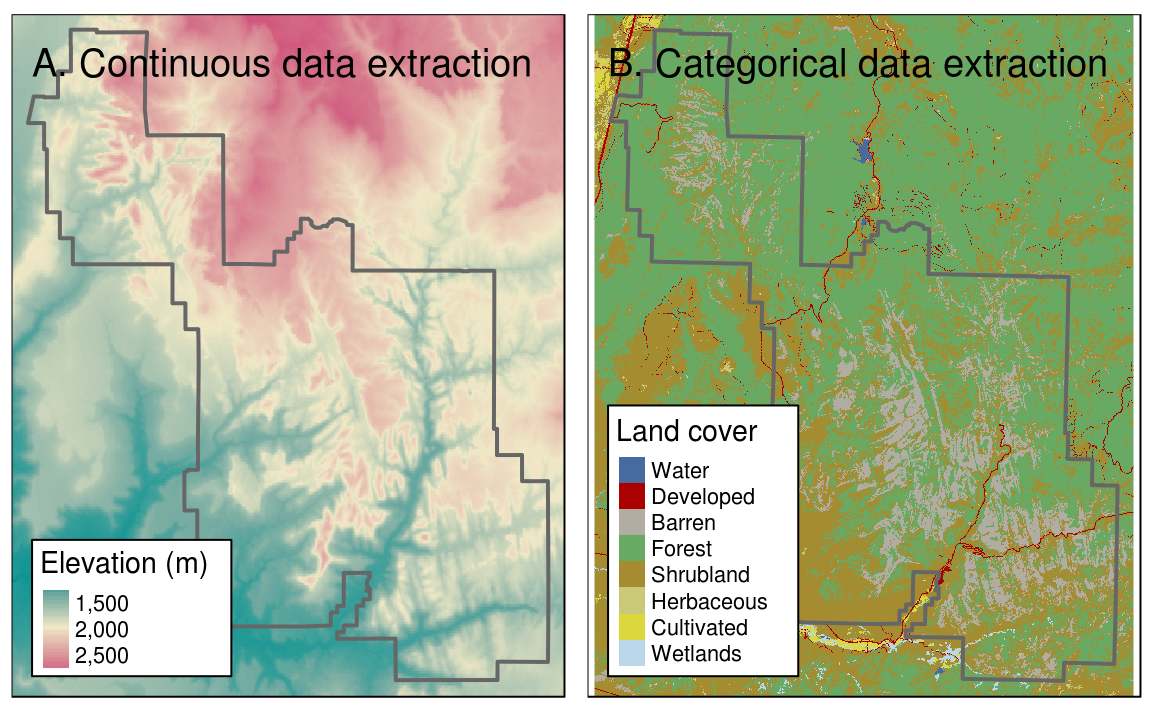 A. Continuous data extraction
Elevation (m)
1,500
2,000
2,500
B. Categorical data extraction
Land cover
Water
Developed
Barren
Forest
Shrubland
Herbaceous
Cultivated
Wetlands